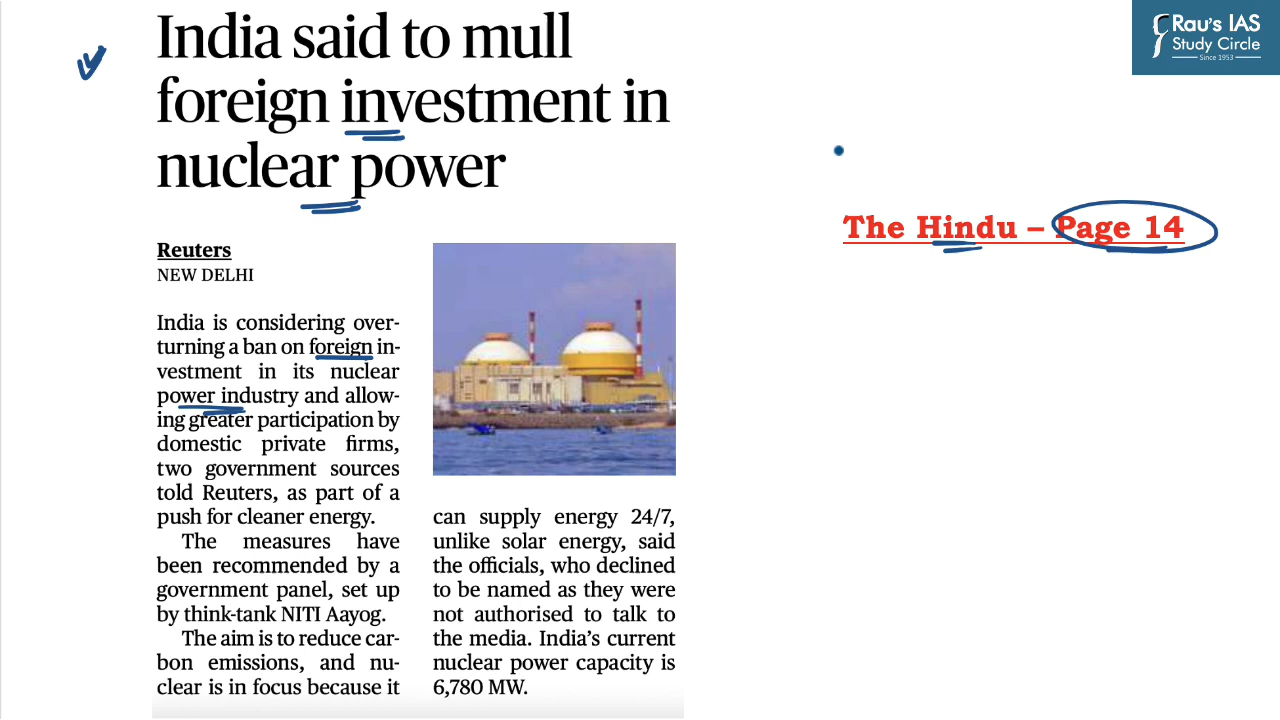 India said to mull
foreign investment in
nuclear power
Reuters
NEW DELHI
India is considering over-
turning a ban on foreign in-
vestment in its nuclear
power industry and allow-
ing greater participation by
domestic private firms,
two government sources
told Reuters, as part of a
push for cleaner energy.
The measures have
been recommended by a
government panel, set up
by think-tank NITI Aayog.
The aim is to reduce car-
bon emissions, and nu-
clear is in focus because it
can supply energy 24/7,
unlike solar energy, said
the officials, who declined
to be named as they were
not authorised to talk to
the media. India's current
nuclear power capacity is
6,780 MW.
Rau's IAS
Study Circle
Since 1953
The Hindu – Page 14